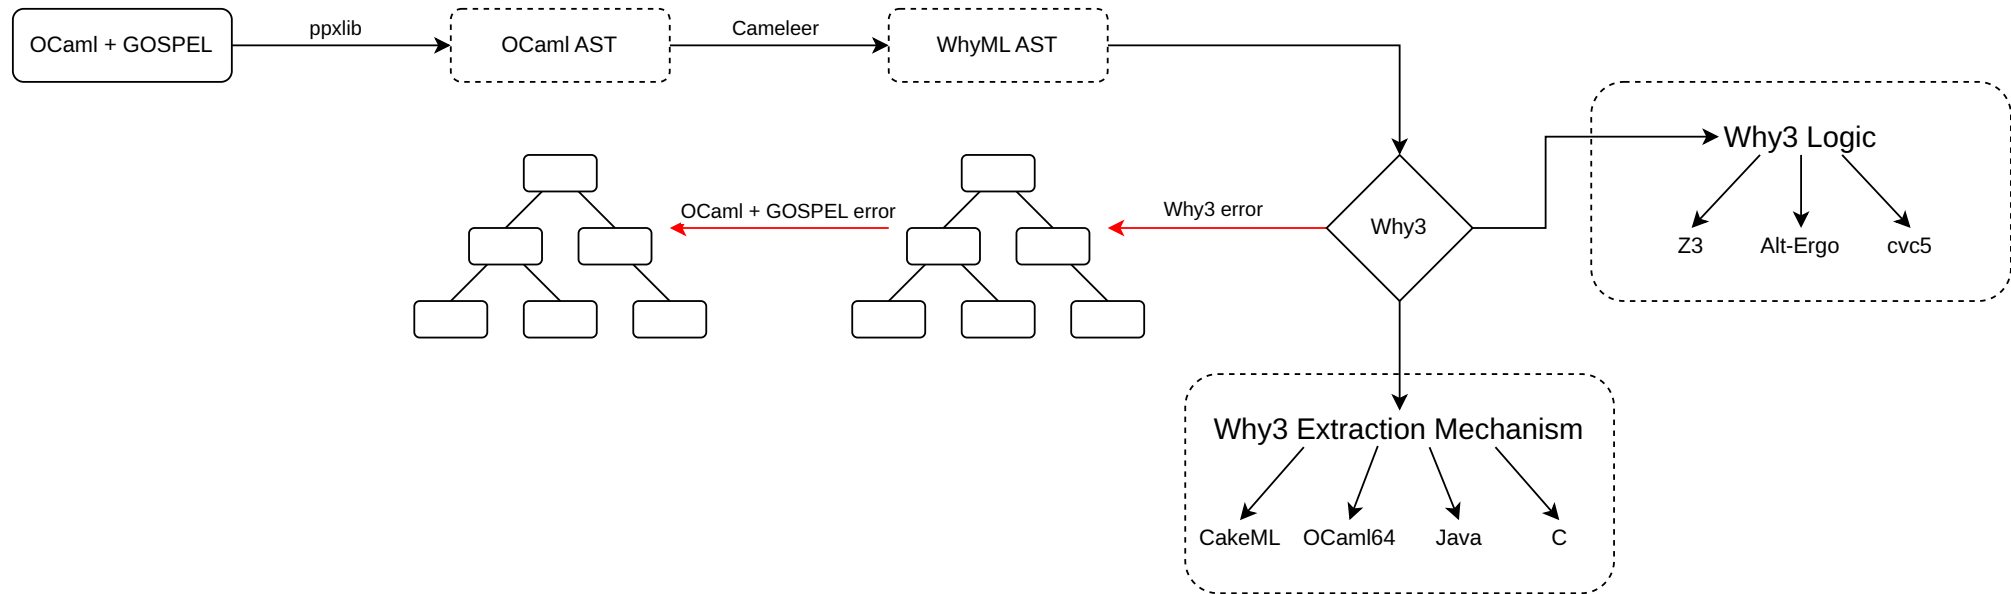 ppxlib
Cameleer
OCaml + GOSPEL
OCaml AST
WhyML AST
Why3 Logic
OCaml + GOSPEL error
Why3 error
Why3
Z3
Alt-Ergo
cvc5
Why3 Extraction Mechanism
CakeML
OCaml64
Java
C